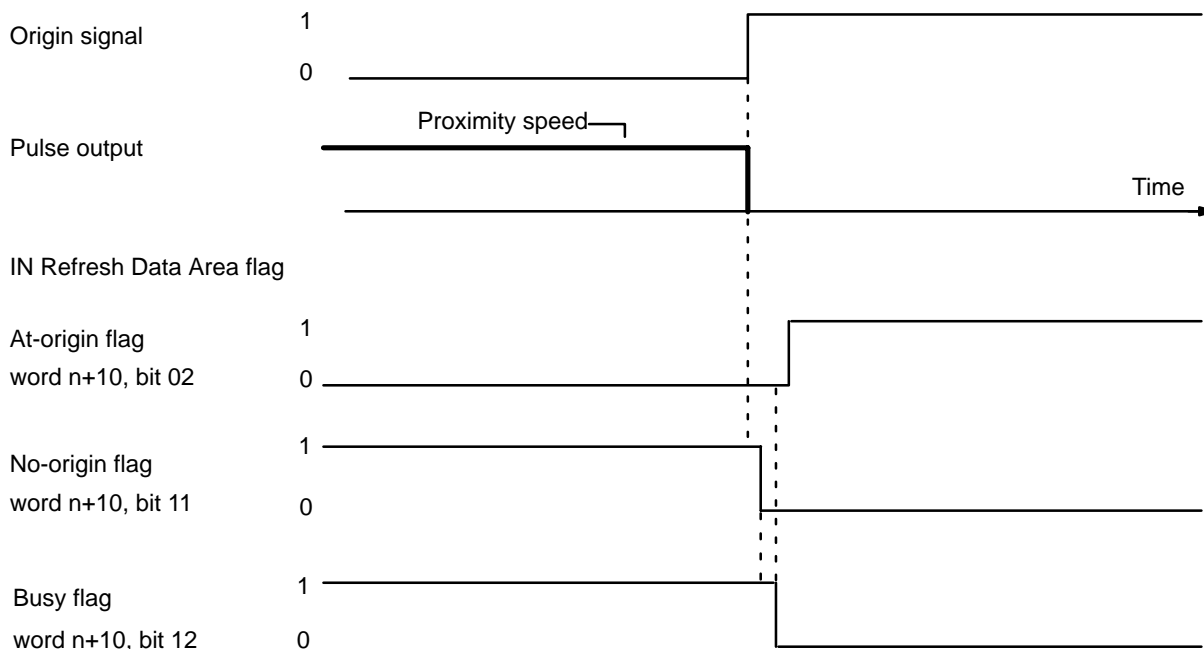 Origin signal
1
0
Proximity speed
Pulse output
Time
IN Refresh Data Area flag
At-origin flag
word n+10, bit 02
1
0
No-origin flag
word n+10, bit 11
1
0
Busy flag
word n+10, bit 12
1
0